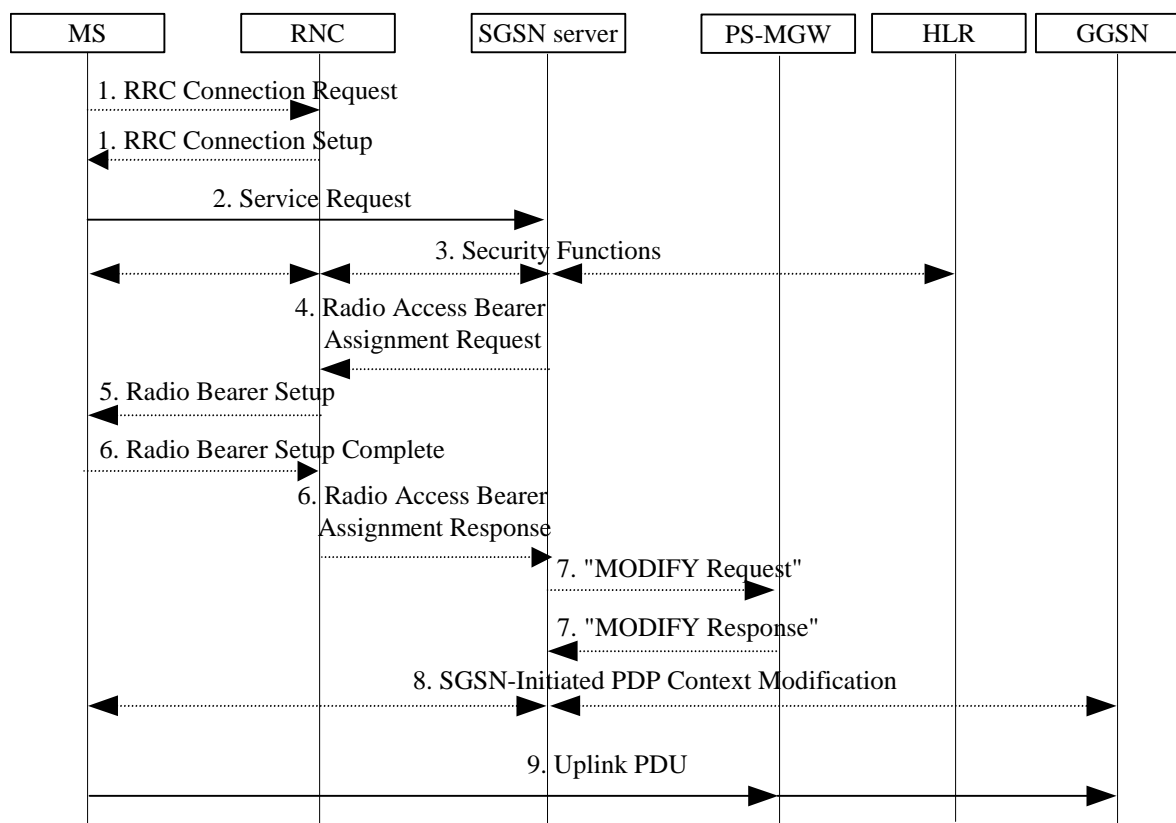 MS RNC SGSN server PS-MGW HLR GGSN
1. RRC Connection Request
1. RRC Connection Setup
2. Service Request
3. Security Functions
4. Radio Access Bearer
Assignment Request
5. Radio Bearer Setup
6. Radio Bearer Setup Complete
6. Radio Access Bearer
Assignment Response
7. "MODIFY Request"
7. "MODIFY Response"
8. SGSN-Initiated PDP Context Modification
9. Uplink PDU